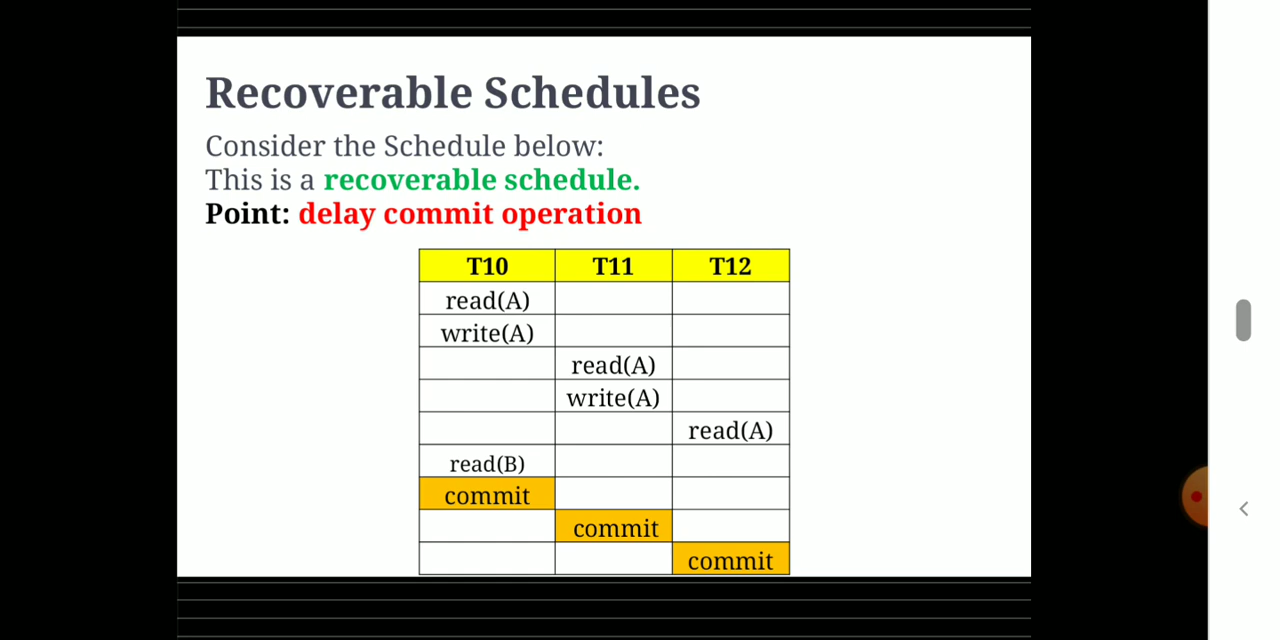 Recoverable Schedules
Consider the Schedule below:
This is a recoverable schedule.
Point: delay commit operation
T10 T11 T12
read(A)
write(A)
read(A)
write(A)
read(A)
read(B)
commit
commit
commit